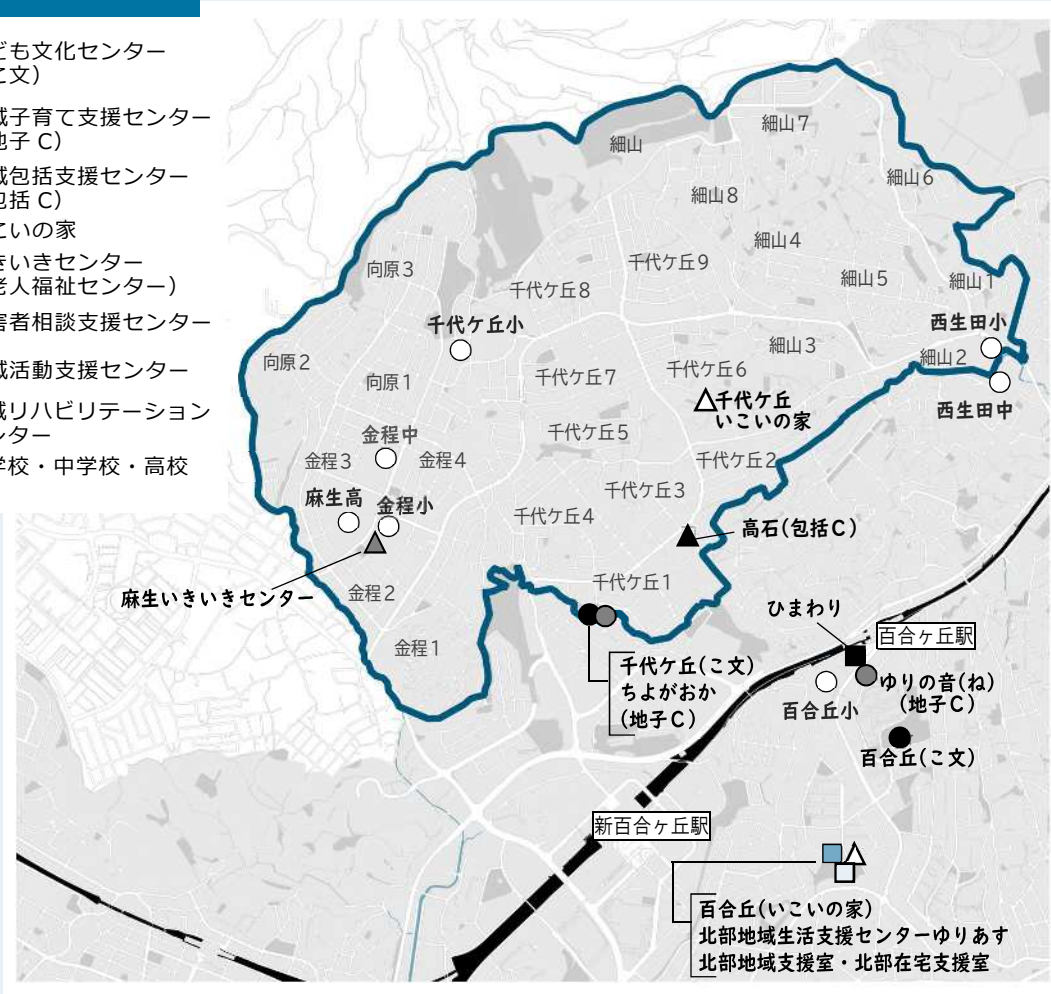 ども文化センター
こ文）
域子育て支援センター
地子 C）
域包括支援センター
包括 C）
こいの家
きいきセンター
老人福祉センター）
害者相談支援センター
域活動支援センター
域リハビリテーション
ンター
学校・中学校・高校
細山7
細山
細山6
細山8
細山4
千代ケ丘9
向原3
細山5
細山1
千代ケ丘8
千代ケ丘小
西生田小
細山3
細山2
向原2
千代ケ丘6
千代ケ丘7
向原1
千代ケ丘
いこいの家
西生田中
金程中
千代ケ丘5
金程3
金程4
千代ケ丘2
千代ケ丘3
麻生高
金程小
千代ケ丘4
高石(包括C)
千代ケ丘1
麻生いきいきセンター
金程2
ひまわり
百合ヶ丘駅
金程1
千代ケ丘(こ文)
ちよがおか
(地子C)
ゆりの音(ね)
(地子C)
百合丘小
百合丘(こ文)
新百合ヶ丘駅
百合丘(いこいの家)
北部地域生活支援センターゆりあす
北部地域支援室・北部在宅支援室